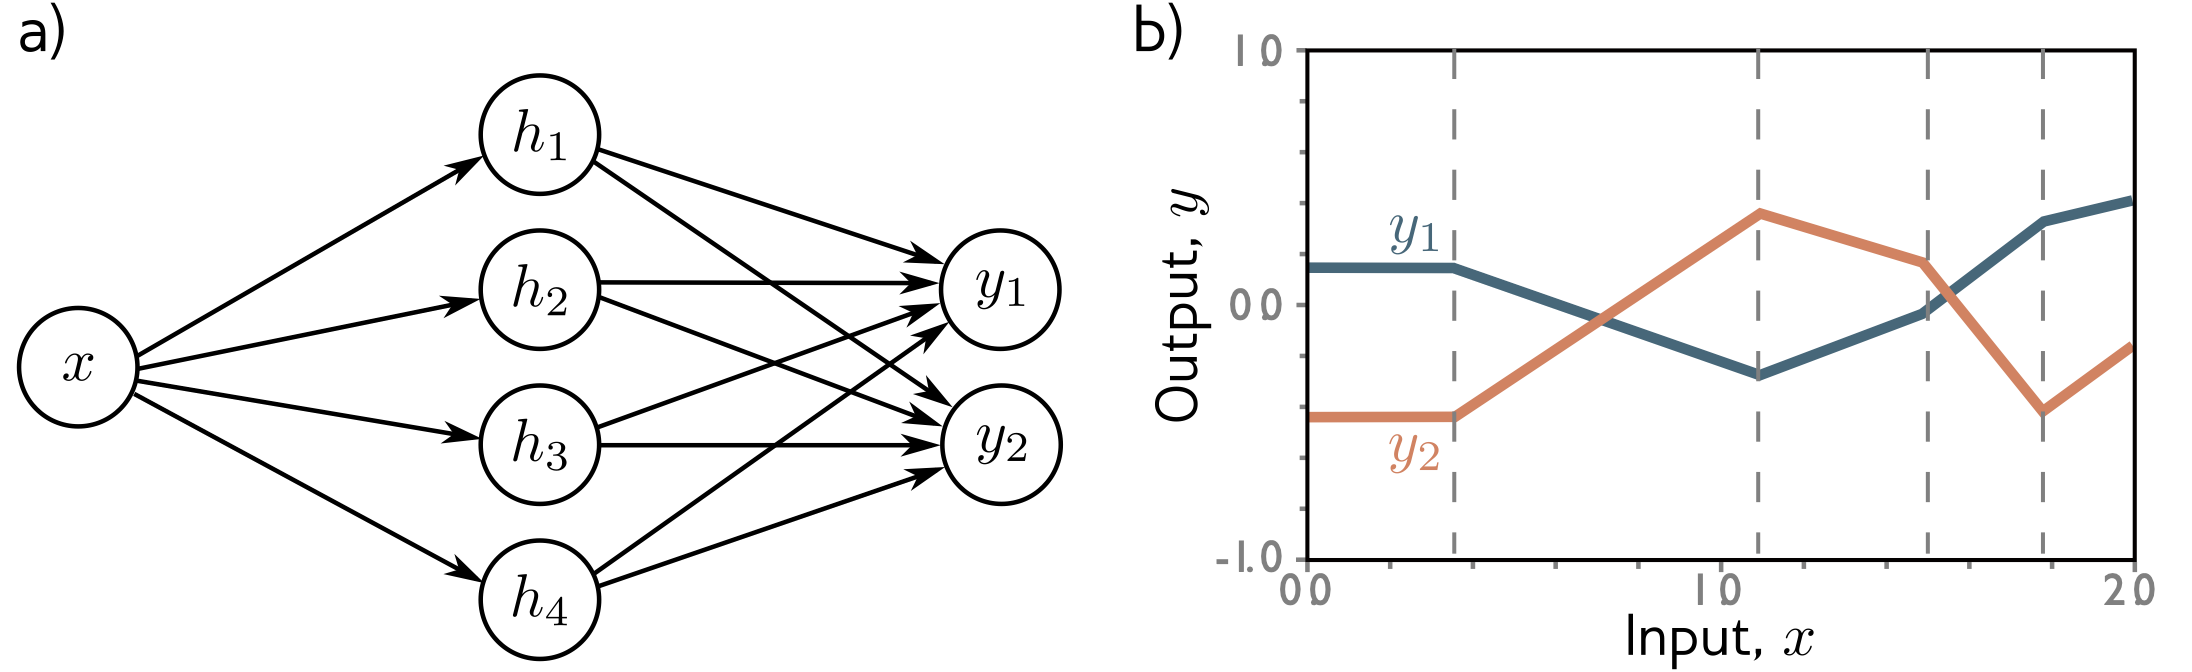 a)
x
h1
h2
h3
h4
y1
y2
b)
Output, y
1.0
0.0
-1.0
y1
y2
0.0
1.0
2.0
Input, x